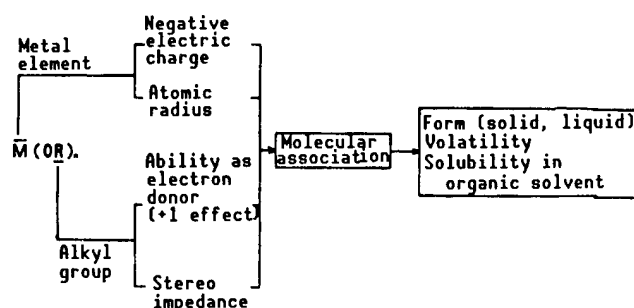 Negative
electric
charge
Metal
element
Atomic
radius
M(OR)ₙ
Ability as
electron
donor
(+1 effect)
Alkyl
group
Stereo
impedance
Molecular
association
Form (solid, liquid)
Volatility
Solubility in
organic solvent